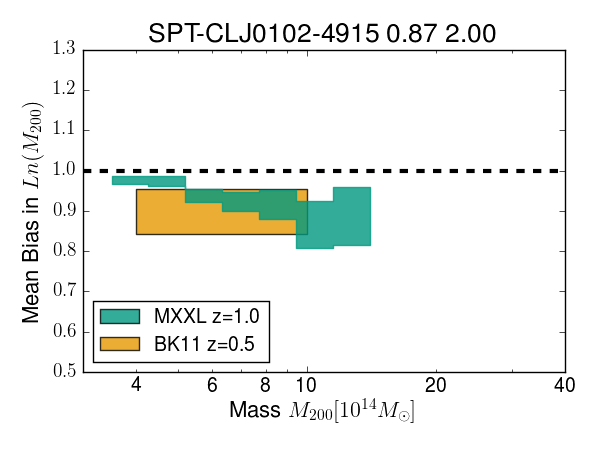 SPT-CLJ0102-4915 0.87 2.00
Mean Bias in Ln(M₂₀₀)
1.3
1.2
1.1
1.0
0.9
0.8
0.7
0.6
0.5
MXXL z=1.0
BK11 z=0.5
4 6 8 10 20 40
Mass M₂₀₀[10¹⁴M☉]